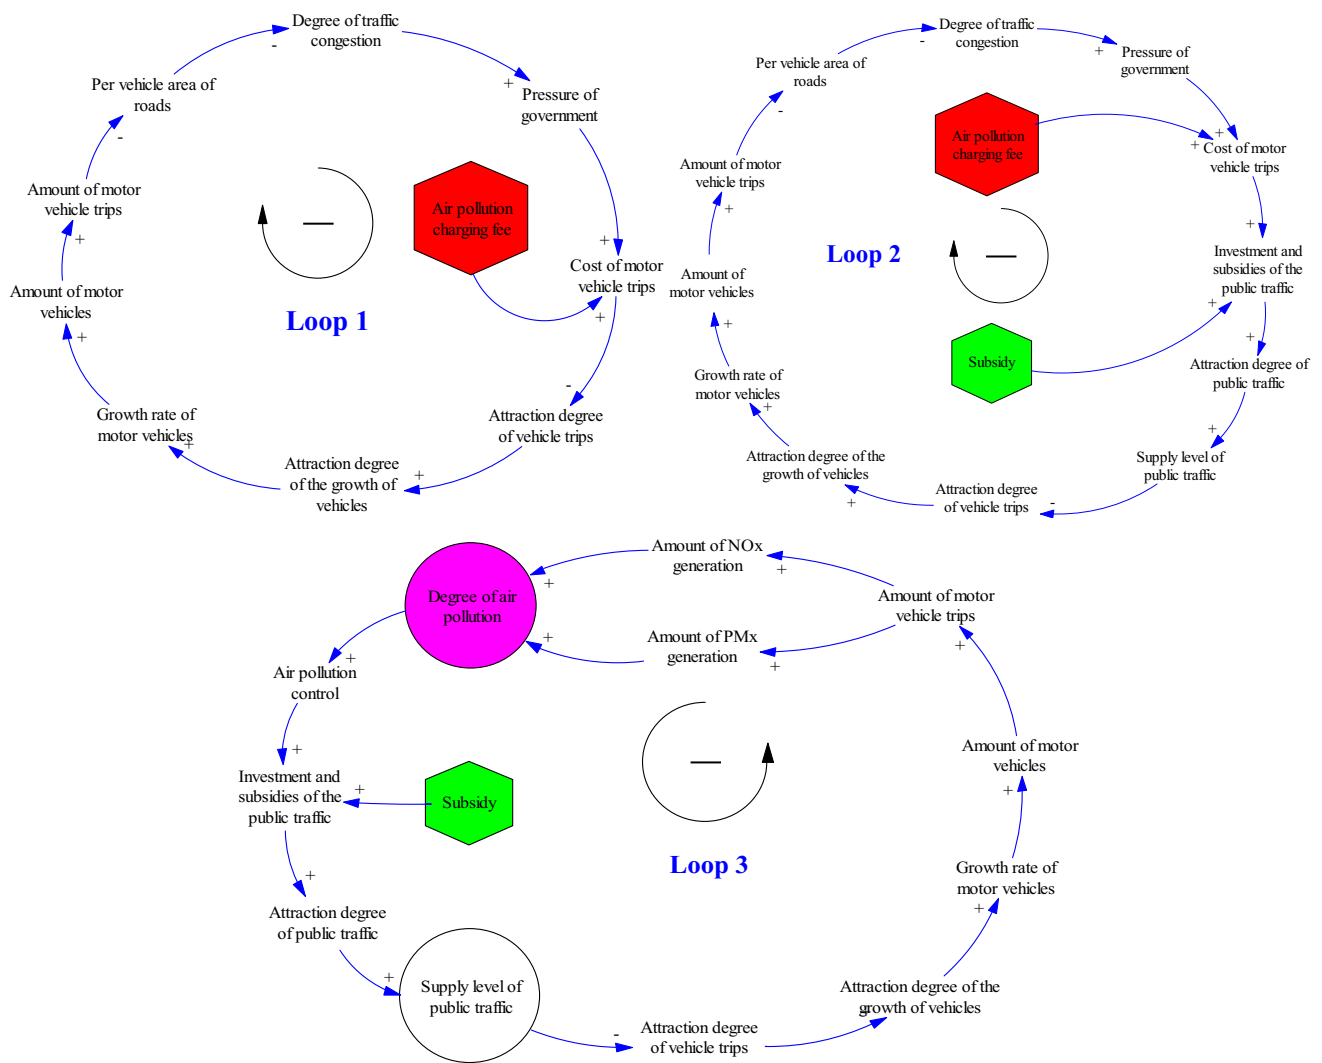 Degree of traffic
congestion
-
Per vehicle area of
roads
+
Pressure of
government
-
Amount of motor
vehicle trips
Air pollution
charging fee
+
+
Cost of motor
vehicle trips
Amount of motor
vehicles
Loop 1
+
+
-
Growth rate of
motor vehicles
+
Attraction degree
of vehicle trips
Attraction degree
of the growth of
vehicles
+
Degree of traffic
congestion
-
+
Pressure of
government
Per vehicle area of
roads
-
Air pollution
charging fee
+
+
Cost of motor
vehicle trips
Amount of motor
vehicle trips
+
+
Investment and
subsidies of the
public traffic
Loop 2
Amount of
motor vehicles
+
+
+
Subsidy
Attraction degree of
public traffic
Growth rate of
motor vehicles
+
+
Supply level of
public traffic
Attraction degree of the
growth of vehicles
+
Attraction degree
of vehicle trips
-
Amount of NOx
generation
+
+
Degree of air
pollution
Amount of motor
vehicle trips
Amount of PMx
generation
+
+
+
+
Air pollution
control
+
Amount of motor
vehicles
Investment and
subsidies of the
public traffic
+
Subsidy
+
Loop 3
Growth rate of
motor vehicles
+
+
Attraction degree
of public traffic
+
Supply level of
public traffic
Attraction degree of the
growth of vehicles
-
Attraction degree
of vehicle trips